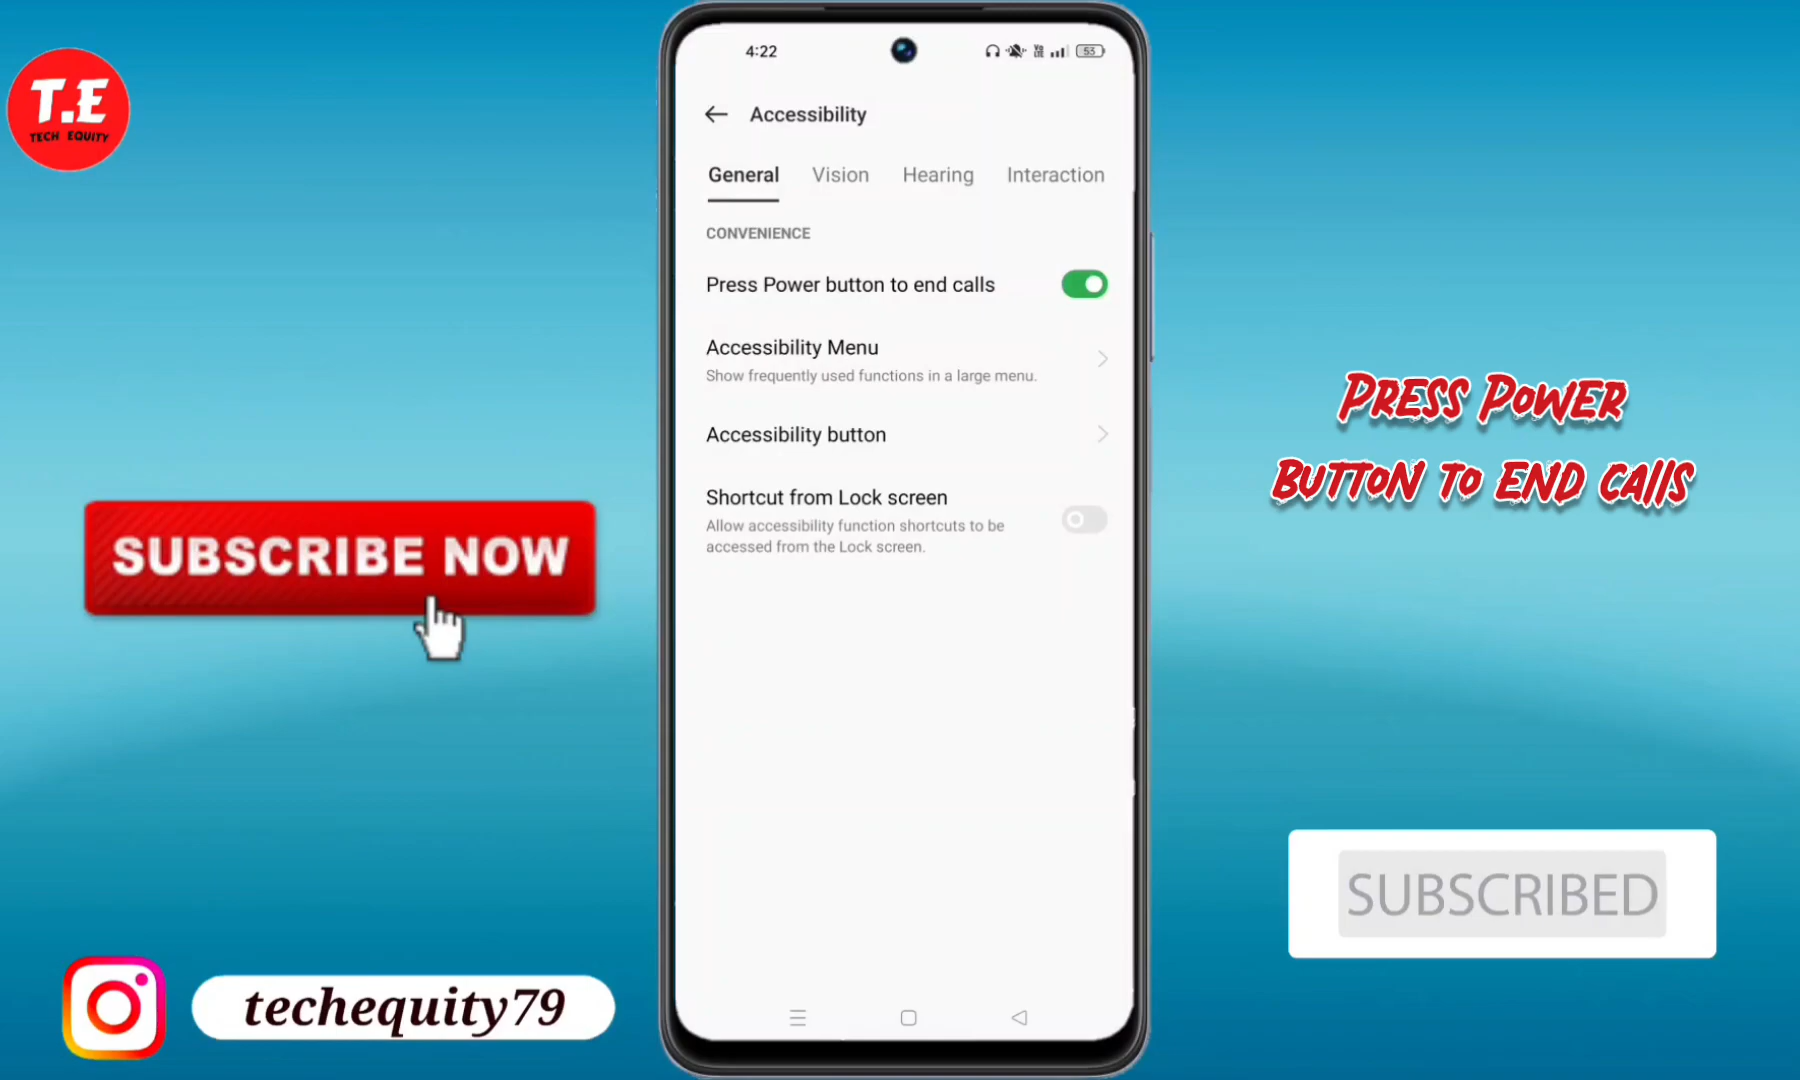 T.E
TECH EQUITY
4:22
53
Accessibility
General Vision Hearing Interaction
CONVENIENCE
Press Power button to end calls
Accessibility Menu
Show frequently used functions in a large menu.
Accessibility button
Shortcut from Lock screen
Allow accessibility function shortcuts to be
accessed from the Lock screen.
SUBSCRIBE NOW
techequity79
PRESS POWER
BUTTON TO END CALLS
SUBSCRIBED